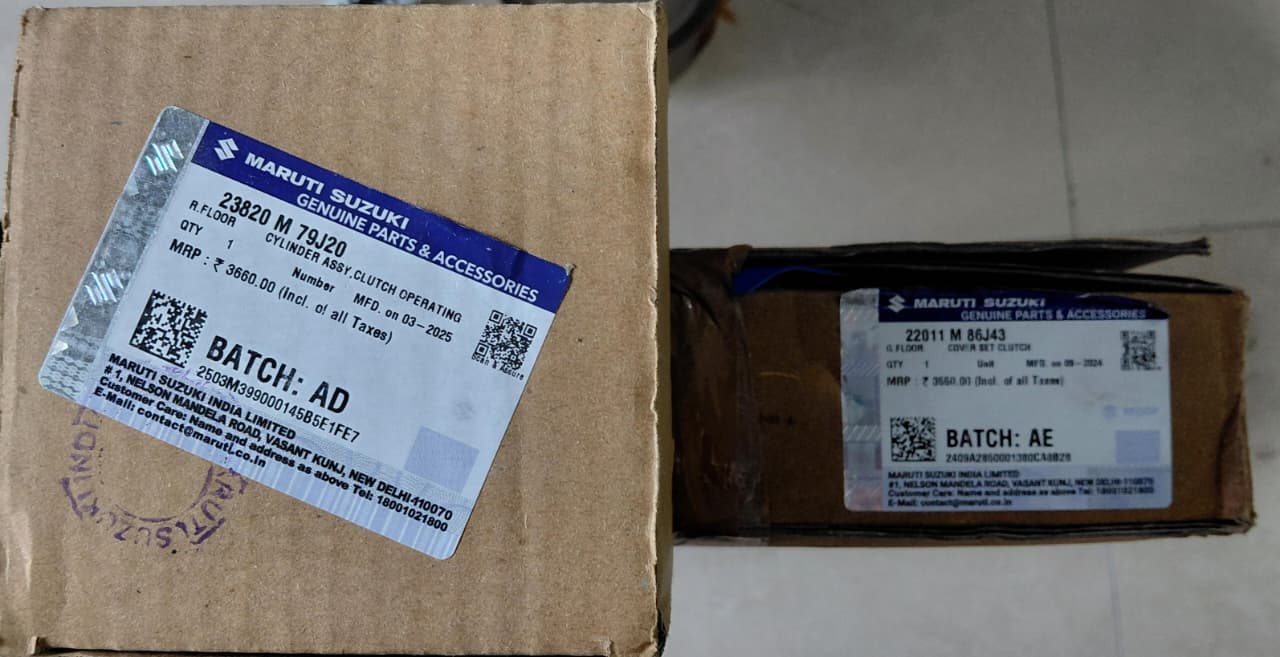 MARUTI SUZUKI
GENUINE PARTS & ACCESSORIES
23820 M 79J20
R.FLOOR CYLINDER ASSY,CLUTCH OPERATING
QTY 1 Number MFD. on 03-2025
MRP : ₹ 3660.00 (Incl. of all Taxes)
Scan & Assure
BATCH: AD
2503M399000145B5E1FE7
MARUTI SUZUKI INDIA LIMITED
# 1, NELSON MANDELA ROAD, VASANT KUNJ, NEW DELHI-110070
Customer Care: Name and address as above Tel: 18001021800
E-Mail: contact@maruti.co.in
MARUTI SUZUKI
GENUINE PARTS & ACCESSORIES
22011 M 86J43
G.FLOOR COVER SET CLUTCH
QTY 1 Unit MFD. on 09-2024
MRP : ₹ 3560.00 (Incl. of all Taxes)
BATCH: AE
MARUTI SUZUKI INDIA LIMITED
#1, NELSON MANDELA ROAD, VASANT KUNJ, NEW DELHI-110070
Customer Care: Name and address as above Tel: 18001021800
E-Mail: contact@maruti.co.in